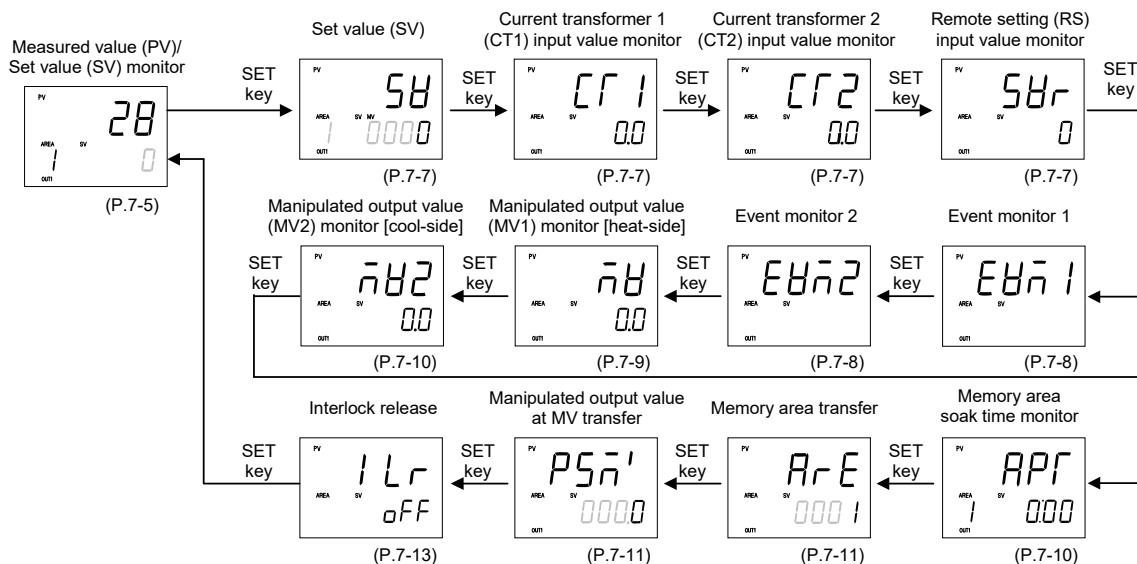 Measured value (PV)/
Set value (SV) monitor
PV
28
AREA SV
1 0
OUT1
(P.7-5)
SET
key
Set value (SV)
PV
SV
AREA SV MV
1 0000
OUT1
(P.7-7)
SET
key
Current transformer 1
(CT1) input value monitor
PV
CT1
AREA SV
0.0
OUT1
(P.7-7)
SET
key
Current transformer 2
(CT2) input value monitor
PV
CT2
AREA SV
0.0
OUT1
(P.7-7)
SET
key
Remote setting (RS)
input value monitor
PV
SVr
AREA SV
0
OUT1
(P.7-7)
SET
key
Event monitor 1
PV
EVM1
AREA SV
OUT1
(P.7-8)
SET
key
Event monitor 2
PV
EVM2
AREA SV
OUT1
(P.7-8)
SET
key
Manipulated output value
(MV1) monitor [heat-side]
PV
MV
AREA SV
0.0
OUT1
(P.7-9)
SET
key
Manipulated output value
(MV2) monitor [cool-side]
PV
MV2
AREA SV
0.0
OUT1
(P.7-10)
SET
key
Memory area
soak time monitor
PV
APT
AREA SV
1 0:00
OUT1
(P.7-10)
SET
key
Memory area transfer
PV
ArE
AREA SV
0001
OUT1
(P.7-11)
SET
key
Manipulated output value
at MV transfer
PV
PSM'
AREA SV
000.0
OUT1
(P.7-11)
SET
key
Interlock release
PV
ILr
AREA SV
oFF
OUT1
(P.7-13)
SET
key